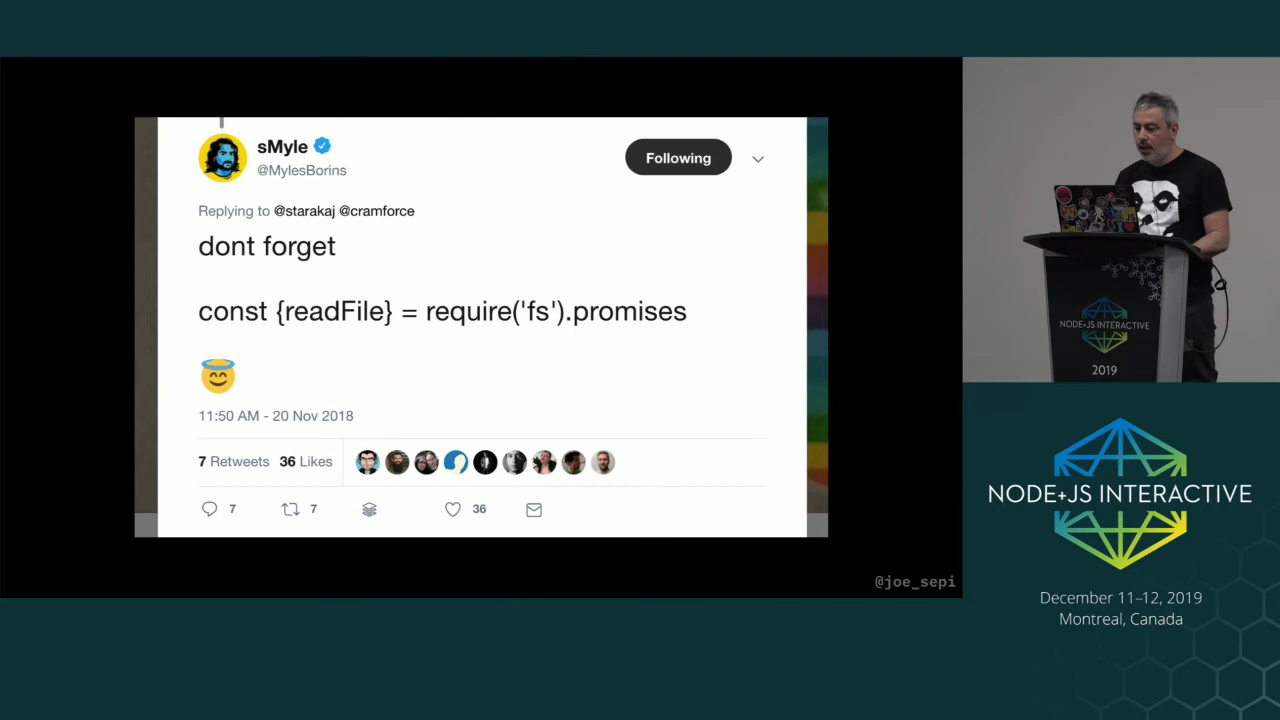 sMyle
@MylesBorins
Following
Replying to @starakaj @cramforce
dont forget
const {readFile} = require('fs').promises
11:50 AM - 20 Nov 2018
7 Retweets 36 Likes
7 7 36
@joe_sepi
JS
NODE+JS INTERACTIVE
2019
NODE+JS INTERACTIVE
December 11–12, 2019
Montreal, Canada